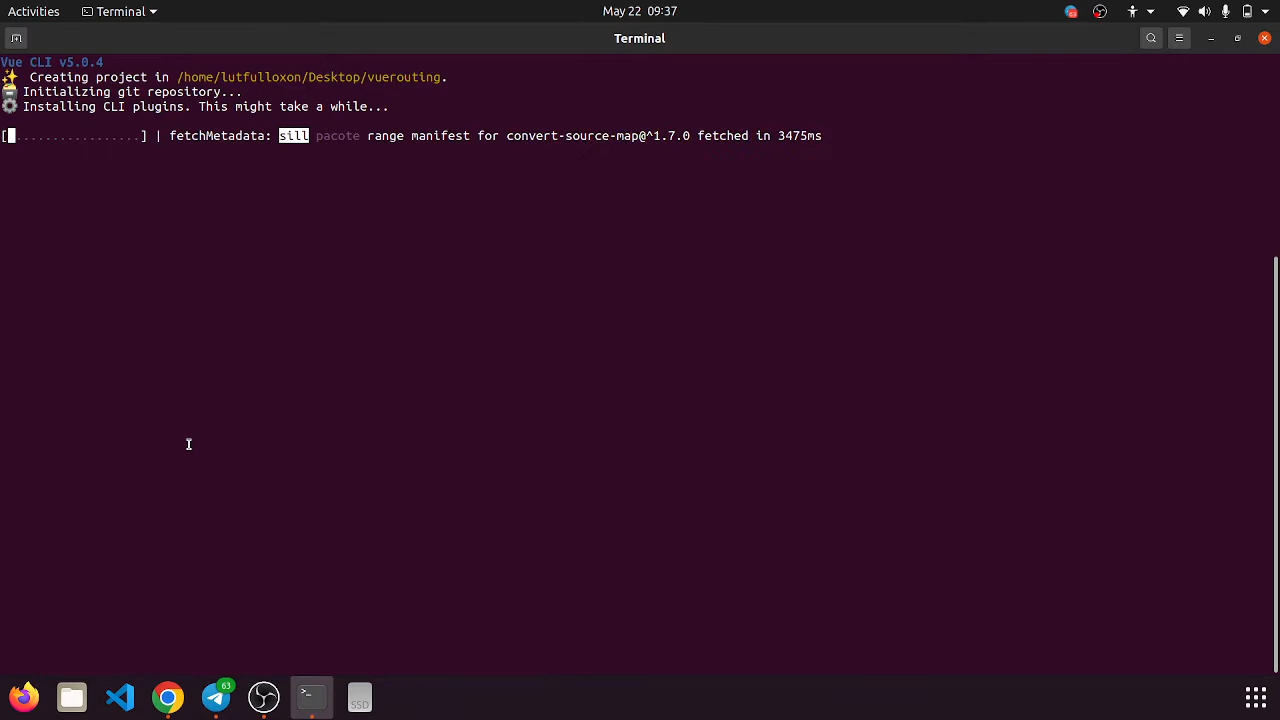 Activities
Terminal
May 22 09:37
63
Terminal
Vue CLI v5.0.4
✨ Creating project in /home/lutfulloxon/Desktop/vuerouting.
🗃 Initializing git repository...
⚙ Installing CLI plugins. This might take a while...
[ ..................] | fetchMetadata: sill pacote range manifest for convert-source-map@^1.7.0 fetched in 3475ms
63
>_
SSD